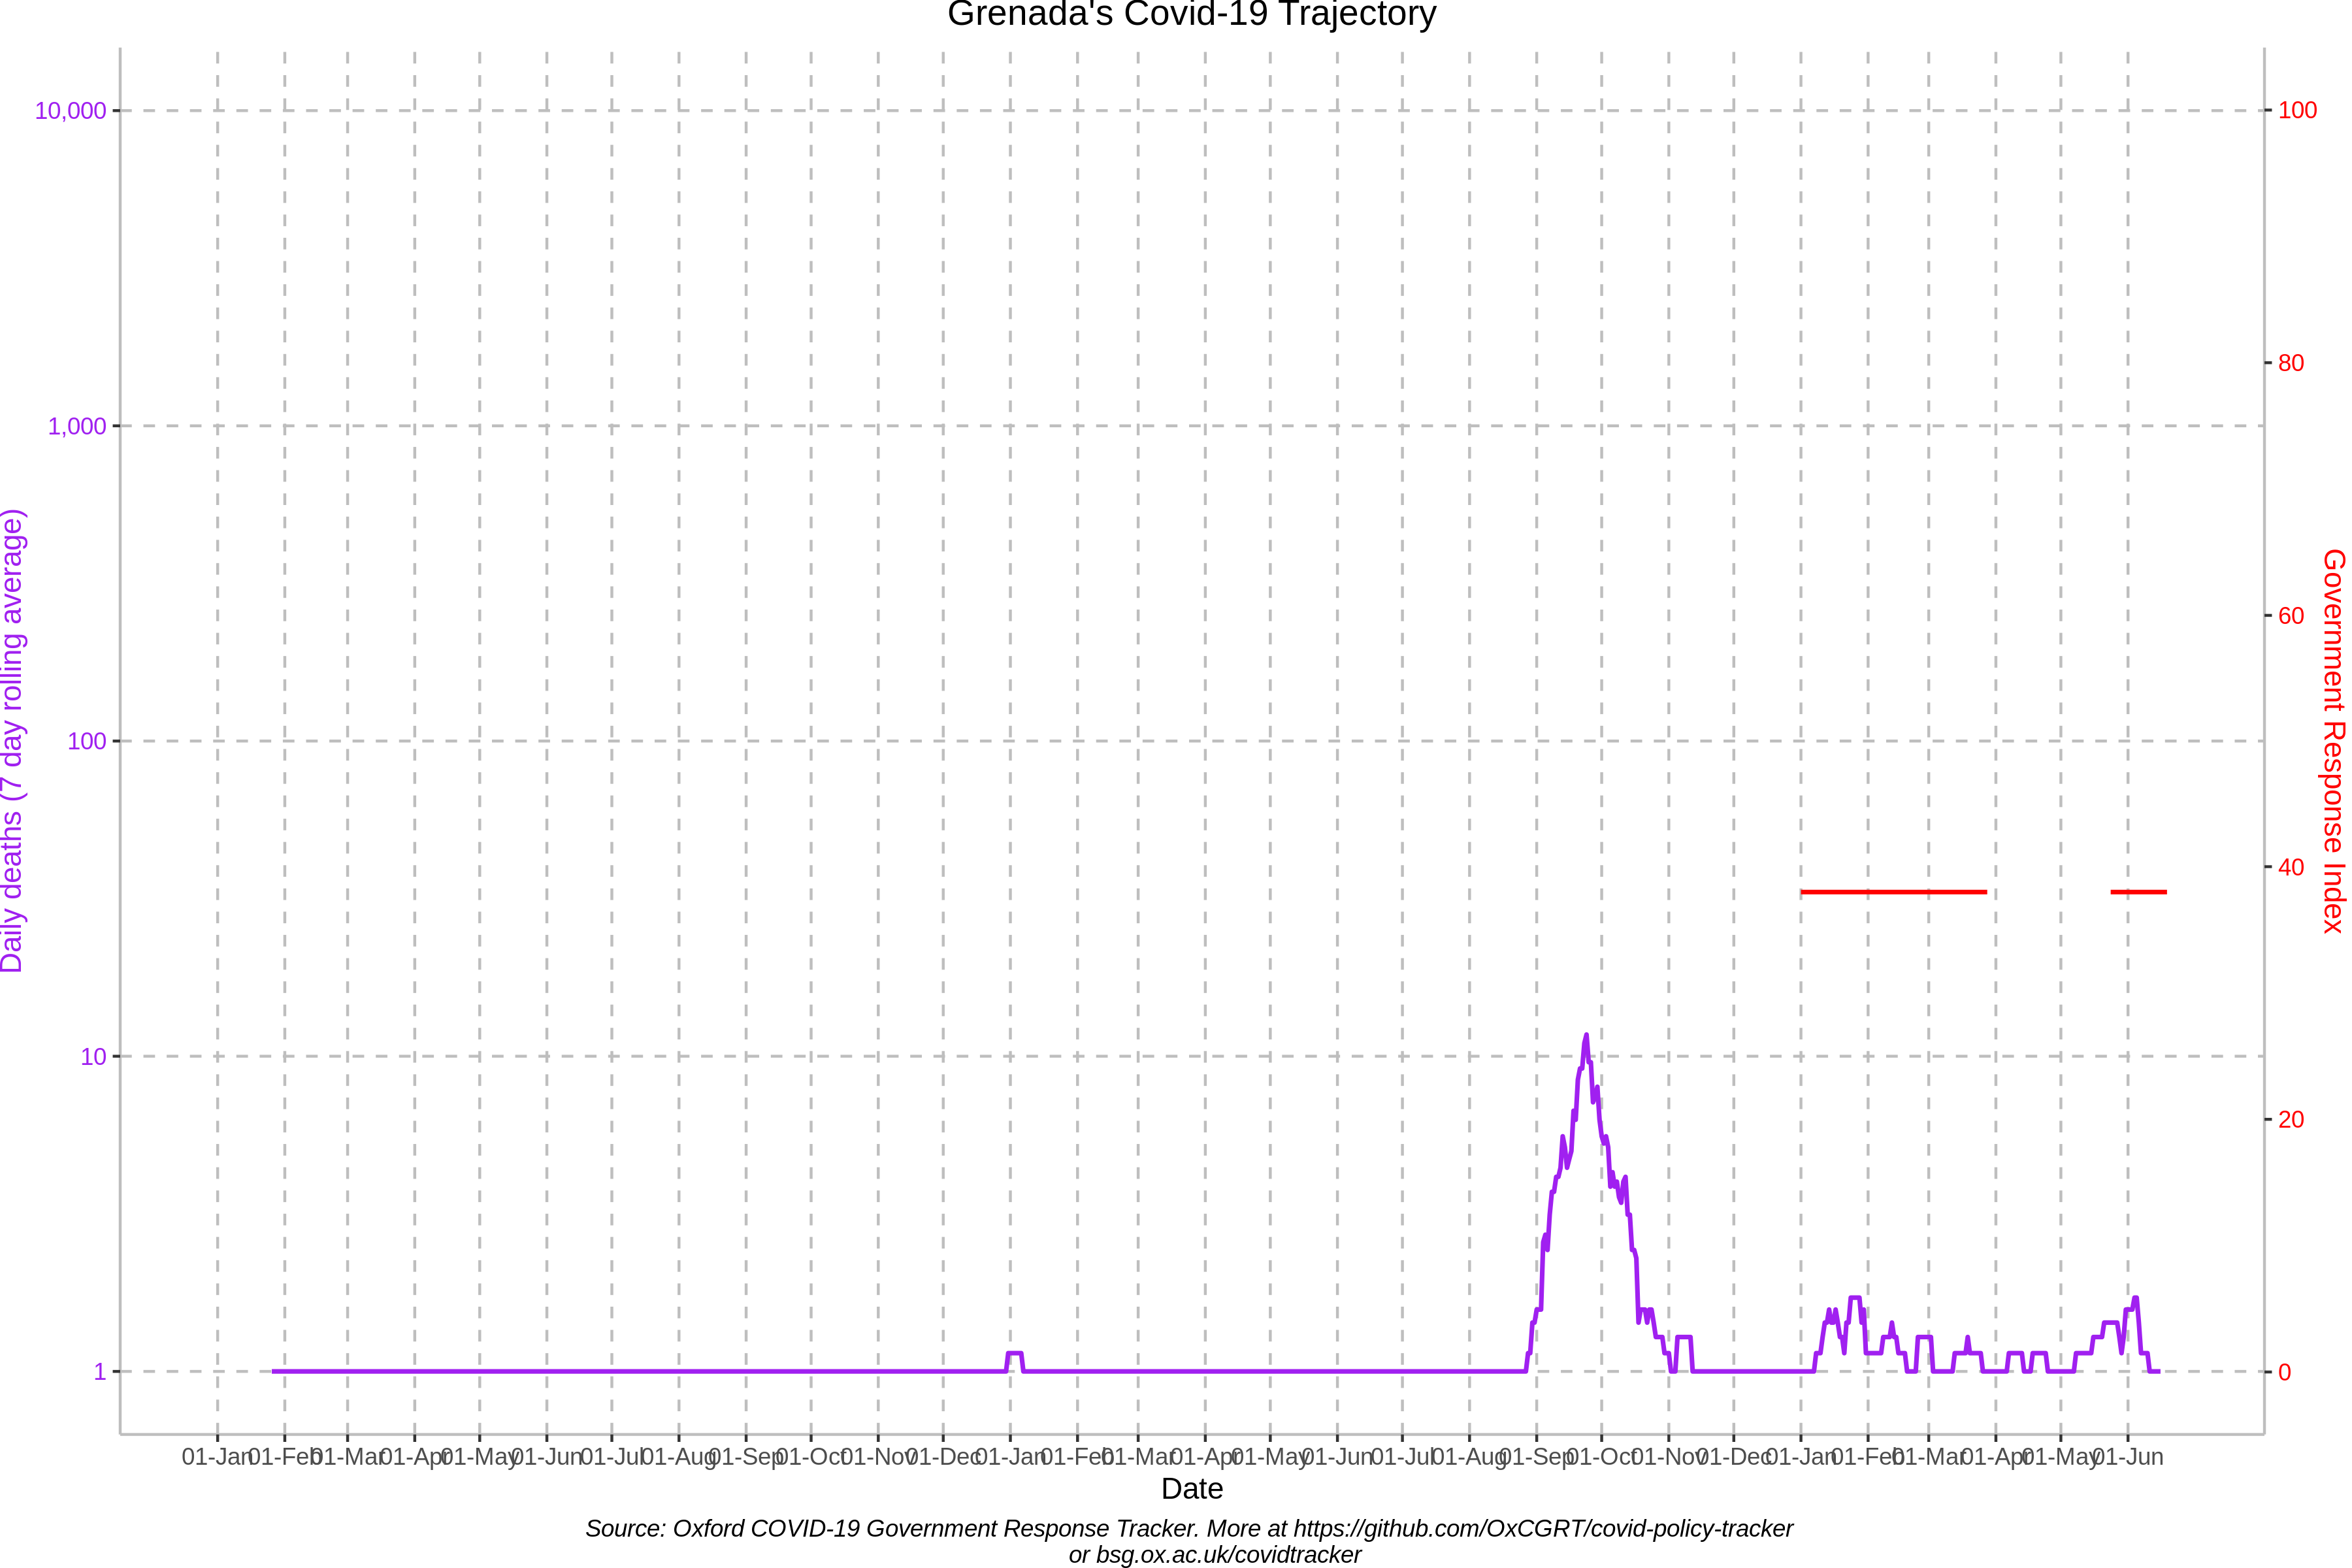 Grenada's Covid-19 Trajectory
10,000
1,000
100
10
1
Daily deaths (7 day rolling average)
100
80
60
40
20
0
Government Response Index
01-Jan 01-Feb 01-Mar 01-Apr 01-May 01-Jun 01-Jul 01-Aug 01-Sep 01-Oct 01-Nov 01-Dec 01-Jan 01-Feb 01-Mar 01-Apr 01-May 01-Jun 01-Jul 01-Aug 01-Sep 01-Oct 01-Nov 01-Dec 01-Jan 01-Feb 01-Mar 01-Apr 01-May 01-Jun
Date
Source: Oxford COVID-19 Government Response Tracker. More at https://github.com/OxCGRT/covid-policy-tracker
or bsg.ox.ac.uk/covidtracker